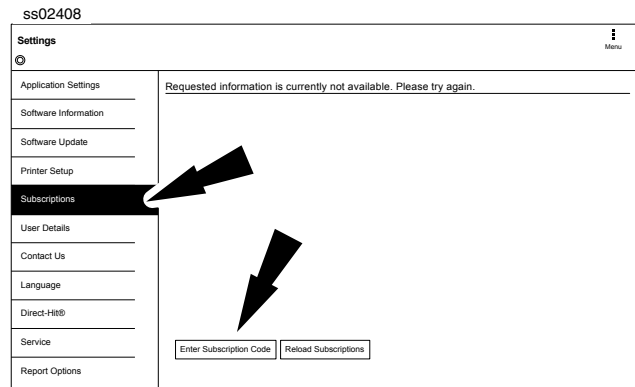 ss02408
Settings
Menu
Application Settings
Requested information is currently not available. Please try again.
Software Information
Software Update
Printer Setup
Subscriptions
User Details
Contact Us
Language
Direct-Hit®
Service
Enter Subscription Code
Reload Subscriptions
Report Options